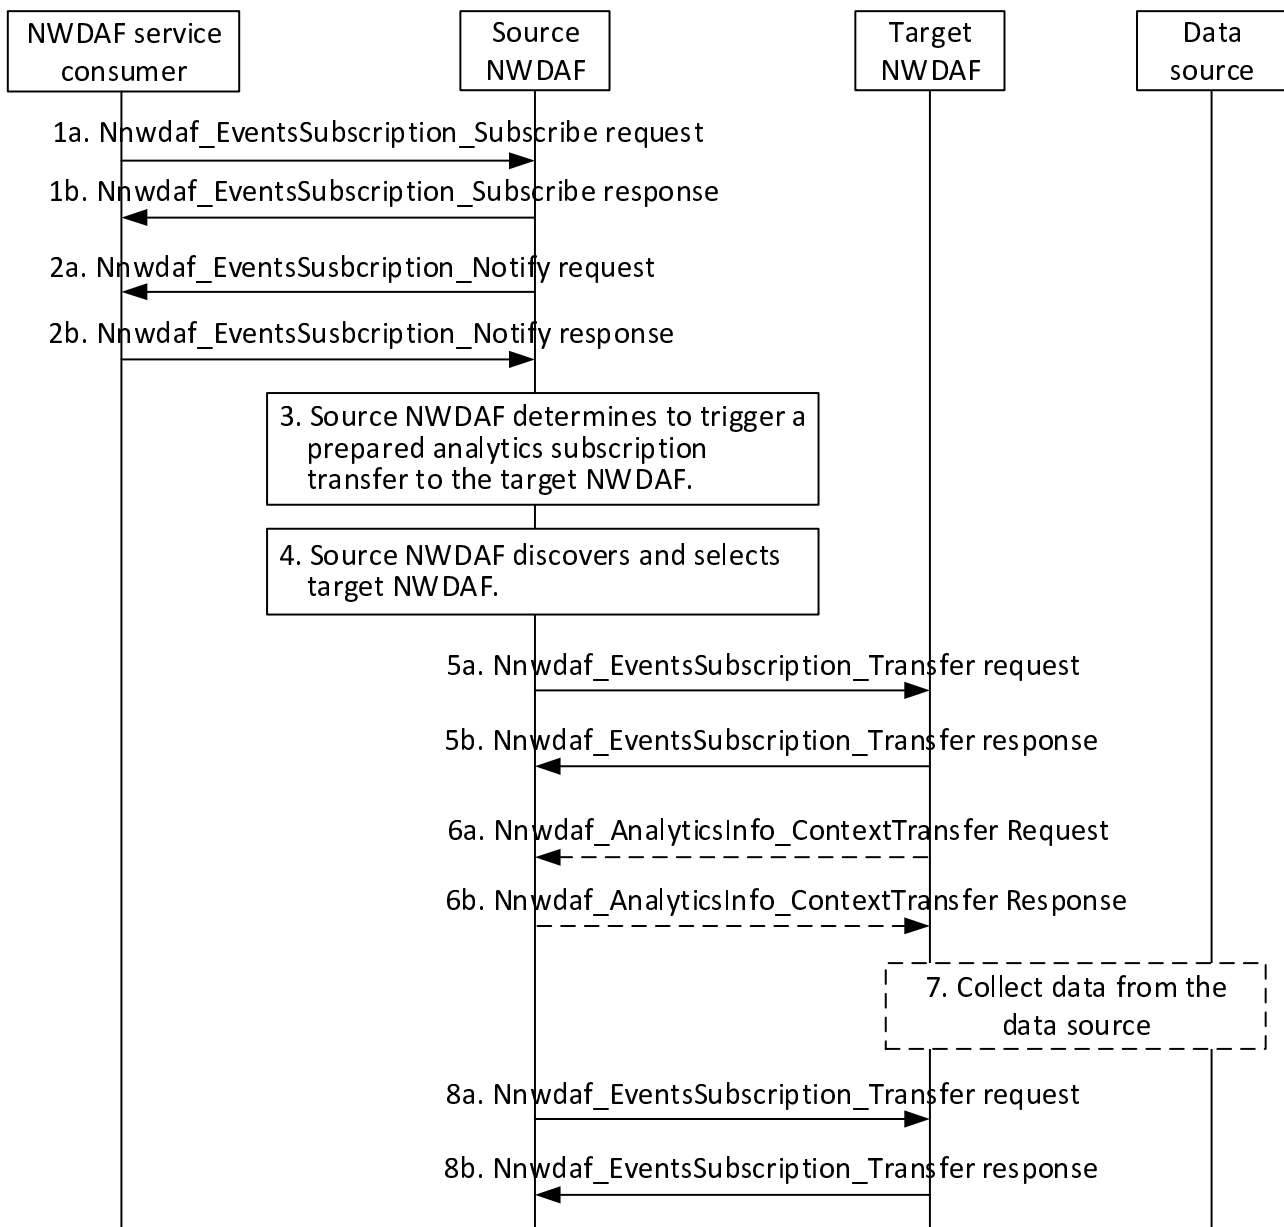 NWDAF service
consumer
Source
NWDAF
Target
NWDAF
Data
source
1a. Nnwdaf_EventsSubscription_Subscribe request
1b. Nnwdaf_EventsSubscription_Subscribe response
2a. Nnwdaf_EventsSusbcription_Notify request
2b. Nnwdaf_EventsSusbcription_Notify response
3. Source NWDAF determines to trigger a
prepared analytics subscription
transfer to the target NWDAF.
4. Source NWDAF discovers and selects
target NWDAF.
5a. Nnwdaf_EventsSubscription_Transfer request
5b. Nnwdaf_EventsSubscription_Transfer response
6a. Nnwdaf_AnalyticsInfo_ContextTransfer Request
6b. Nnwdaf_AnalyticsInfo_ContextTransfer Response
7. Collect data from the
data source
8a. Nnwdaf_EventsSubscription_Transfer request
8b. Nnwdaf_EventsSubscription_Transfer response